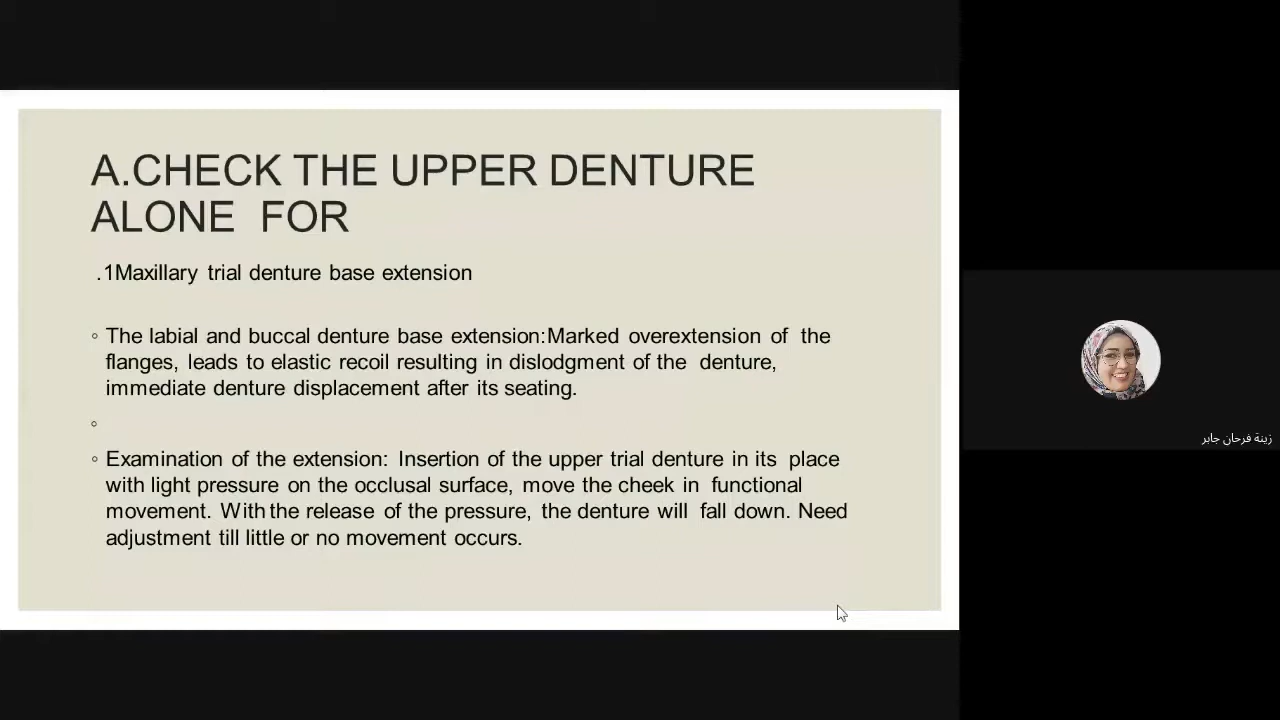 A.CHECK THE UPPER DENTURE
ALONE FOR
.1Maxillary trial denture base extension
◦ The labial and buccal denture base extension:Marked overextension of the
flanges, leads to elastic recoil resulting in dislodgment of the denture,
immediate denture displacement after its seating.
◦
◦ Examination of the extension: Insertion of the upper trial denture in its place
with light pressure on the occlusal surface, move the cheek in functional
movement. With the release of the pressure, the denture will fall down. Need
adjustment till little or no movement occurs.
زينة فرحان جابر